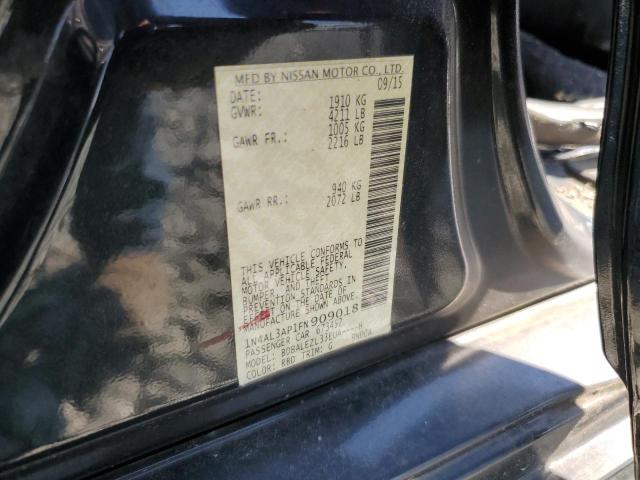 MFD BY NISSAN MOTOR CO., LTD.
DATE: 09/15
GVWR: 1910 KG
4211 LB
GAWR FR.: 1005 KG
2216 LB
GAWR RR.: 940 KG
2072 LB
THIS VEHICLE CONFORMS TO
ALL APPLICABLE FEDERAL
MOTOR VEHICLE SAFETY,
BUMPER, AND THEFT
PREVENTION STANDARDS IN
EFFECT ON THE DATE OF
MANUFACTURE SHOWN ABOVE.
1N4AL3AP1FN909018
PASSENGER CAR
MODEL:
COLOR: RBD TRIM: G